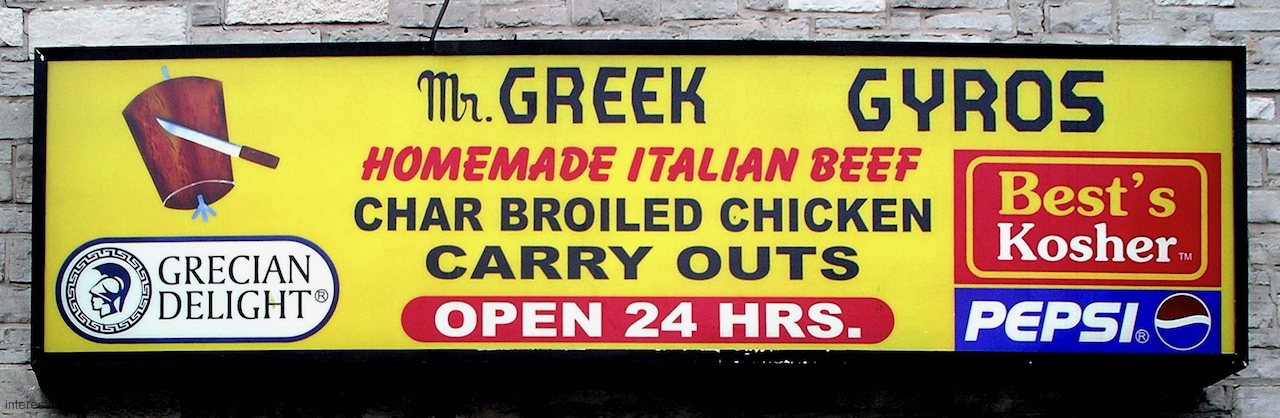 Mr. GREEK GYROS
HOMEMADE ITALIAN BEEF
CHAR BROILED CHICKEN
CARRY OUTS
OPEN 24 HRS.
GRECIAN
DELIGHT®
Best's
Kosher™
PEPSI®